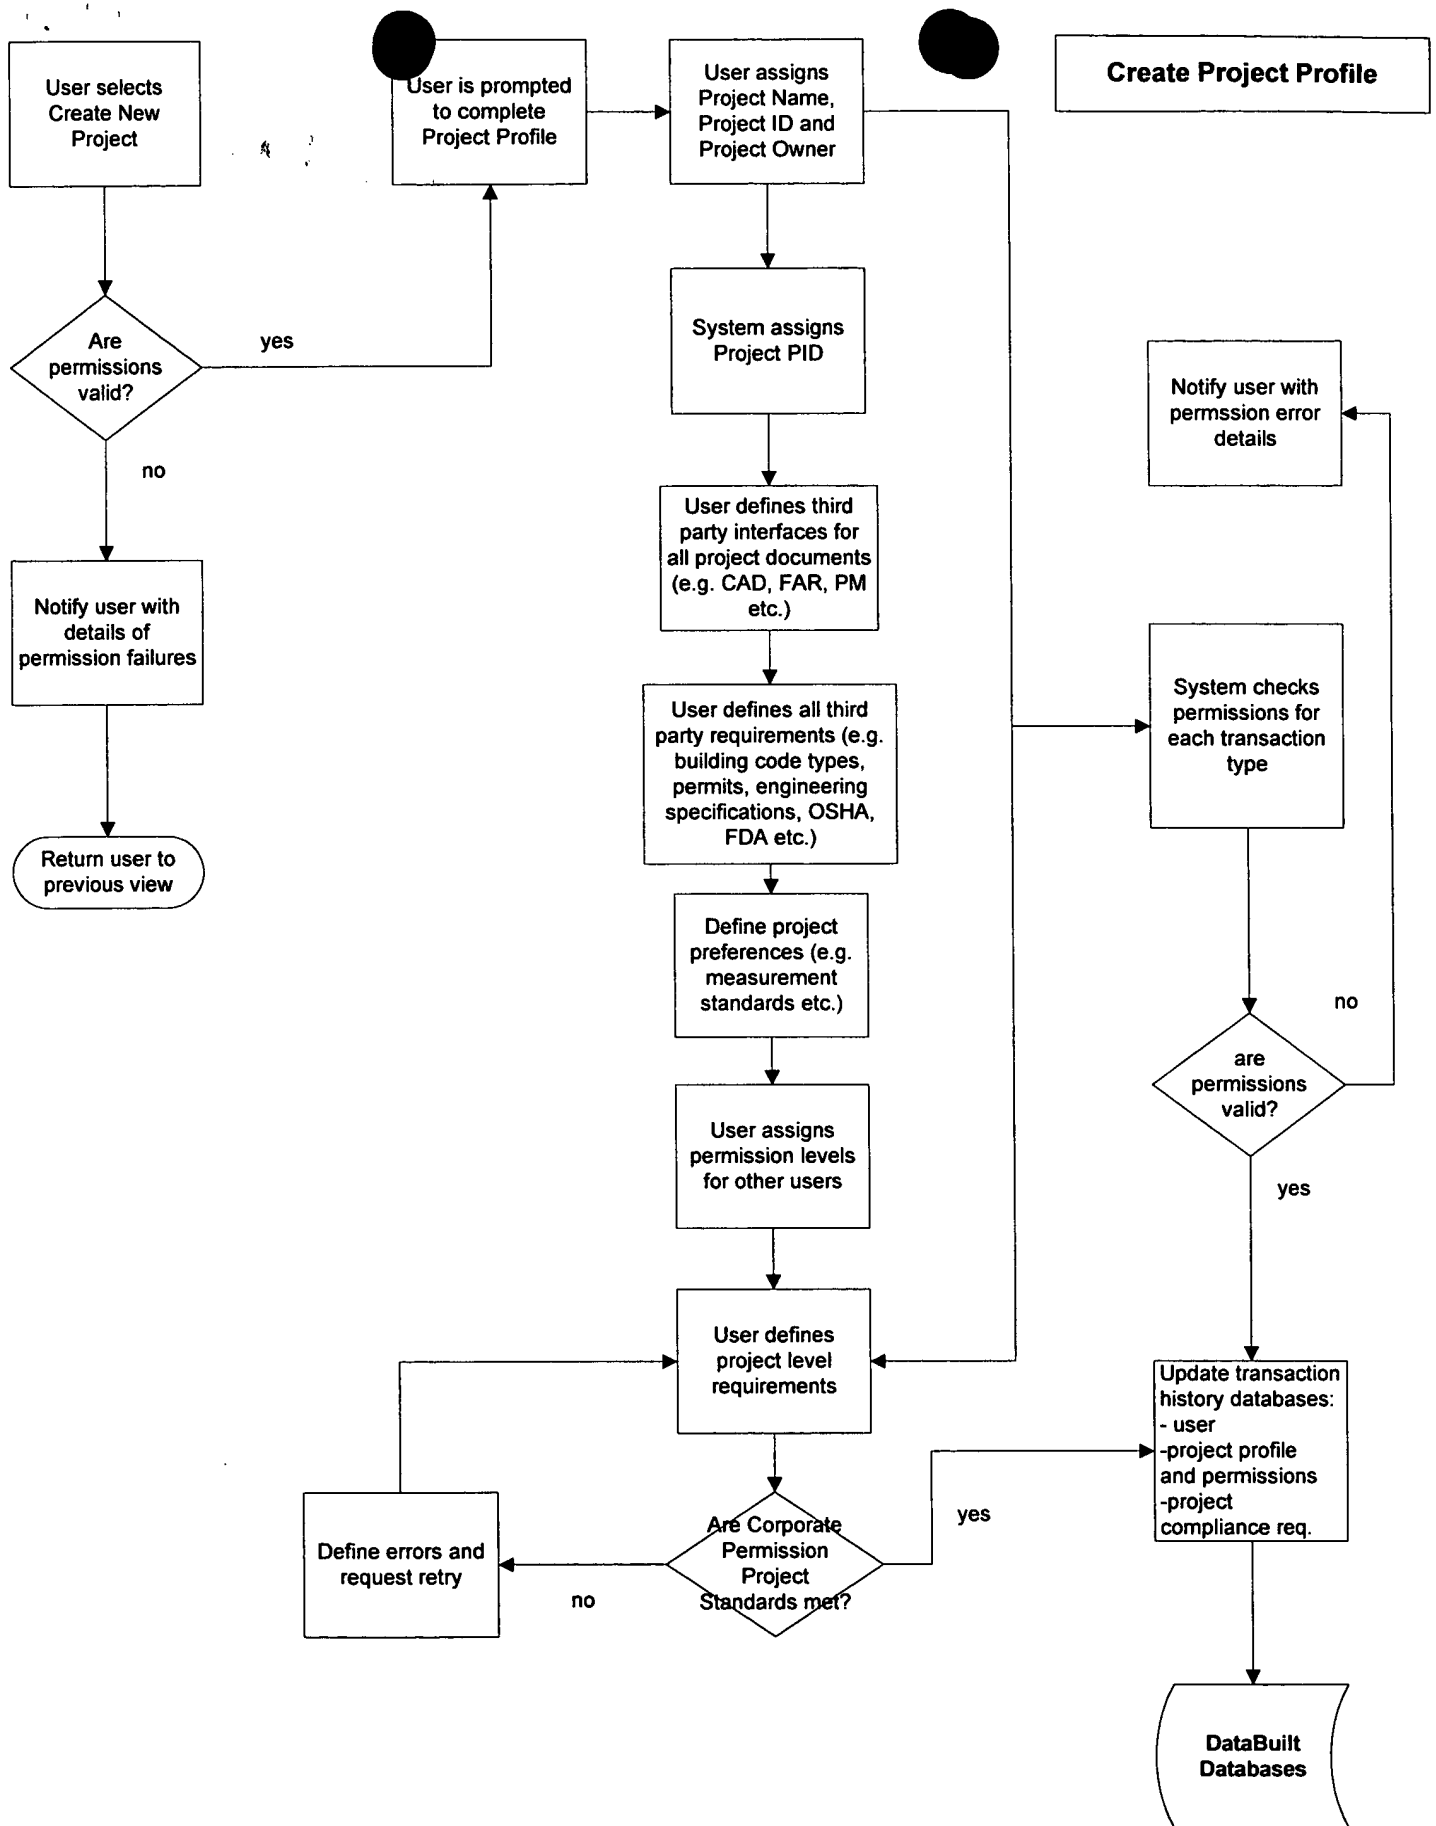 User selects
Create New
Project
User is prompted
to complete
Project Profile
User assigns
Project Name,
Project ID and
Project Owner
Create Project Profile
System assigns
Project PID
Are
permissions
valid?
yes
no
Notify user with
permssion error
details
User defines third
party interfaces for
all project documents
(e.g. CAD, FAR, PM
etc.)
Notify user with
details of
permission failures
System checks
permissions for
each transaction
type
User defines all third
party requirements (e.g.
building code types,
permits, engineering
specifications, OSHA,
FDA etc.)
Return user to
previous view
Define project
preferences (e.g.
measurement
standards etc.)
no
are
permissions
valid?
yes
User assigns
permission levels
for other users
User defines
project level
requirements
Update transaction
history databases:
- user
-project profile
and permissions
-project
compliance req.
Are Corporate
Permission
Project
Standards met?
yes
no
Define errors and
request retry
DataBuilt
Databases